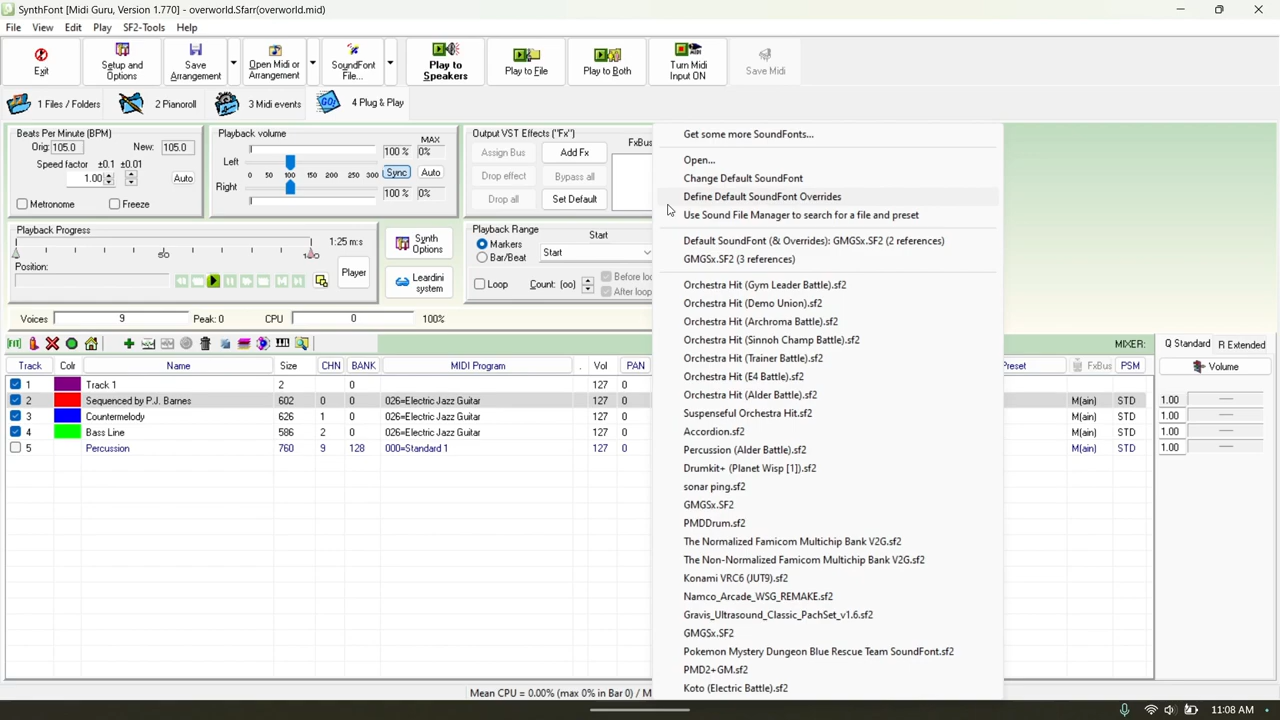 SynthFont [Midi Guru, Version 1.770] - overworld.Sfarr(overworld.mid)
File View Edit Play SF2-Tools Help
Exit
Setup and Options
Save Arrangement
Open Midi or Arrangement
SoundFont File...
Play to Speakers
Play to File
Play to Both
Turn Midi Input ON
Save Midi
1 Files / Folders
2 Pianoroll
3 Midi events
4 Plug & Play
Beats Per Minute (BPM)
Orig: 105.0 New: 105.0
Speed factor ±0.1 ±0.01
1.00 Auto
Metronome Freeze
Playback volume MAX
Left 100 % 0%
0 50 100 150 200 250 300 Sync Auto
Right 100 % 0%
Output VST Effects ("Fx") FxBus
Assign Bus Add Fx
Drop effect Bypass all
Drop all Set Default
Playback Progress
1:25 m:s
0 50 100
Position:
Player
Synth Options
Leardini system
Playback Range Start
Markers Start
Bar/Beat
Loop Count: (oo) Before loo
After loop
Voices 9 Peak: 0 CPU 0 100%
MIXER: Q Standard R Extended
Track Colr Name Size CHN BANK MIDI Program . Vol PAN Preset FxBus PSM Volume
1 Track 1 2 0 127 0
2 Sequenced by P.J. Barnes 602 0 0 026=Electric Jazz Guitar 127 0 M(ain) STD 1.00
3 Countermelody 626 1 0 026=Electric Jazz Guitar 127 0 M(ain) STD 1.00
4 Bass Line 586 2 0 026=Electric Jazz Guitar 127 0 M(ain) STD 1.00
5 Percussion 760 9 128 000=Standard 1 127 0 M(ain) STD 1.00
Get some more SoundFonts...
Open...
Change Default SoundFont
Define Default SoundFont Overrides
Use Sound File Manager to search for a file and preset
Default SoundFont (& Overrides): GMGSx.SF2 (2 references)
GMGSx.SF2 (3 references)
Orchestra Hit (Gym Leader Battle).sf2
Orchestra Hit (Demo Union).sf2
Orchestra Hit (Archroma Battle).sf2
Orchestra Hit (Sinnoh Champ Battle).sf2
Orchestra Hit (Trainer Battle).sf2
Orchestra Hit (E4 Battle).sf2
Orchestra Hit (Alder Battle).sf2
Suspenseful Orchestra Hit.sf2
Accordion.sf2
Percussion (Alder Battle).sf2
Drumkit+ (Planet Wisp [1]).sf2
sonar ping.sf2
GMGSx.SF2
PMDDrum.sf2
The Normalized Famicom Multichip Bank V2G.sf2
The Non-Normalized Famicom Multichip Bank V2G.sf2
Konami VRC6 (JUT9).sf2
Namco_Arcade_WSG_REMAKE.sf2
Gravis_Ultrasound_Classic_PachSet_v1.6.sf2
GMGSx.SF2
Pokemon Mystery Dungeon Blue Rescue Team SoundFont.sf2
PMD2+GM.sf2
Koto (Electric Battle).sf2
Mean CPU = 0.00% (max 0% in Bar 0) / M
11:08 AM